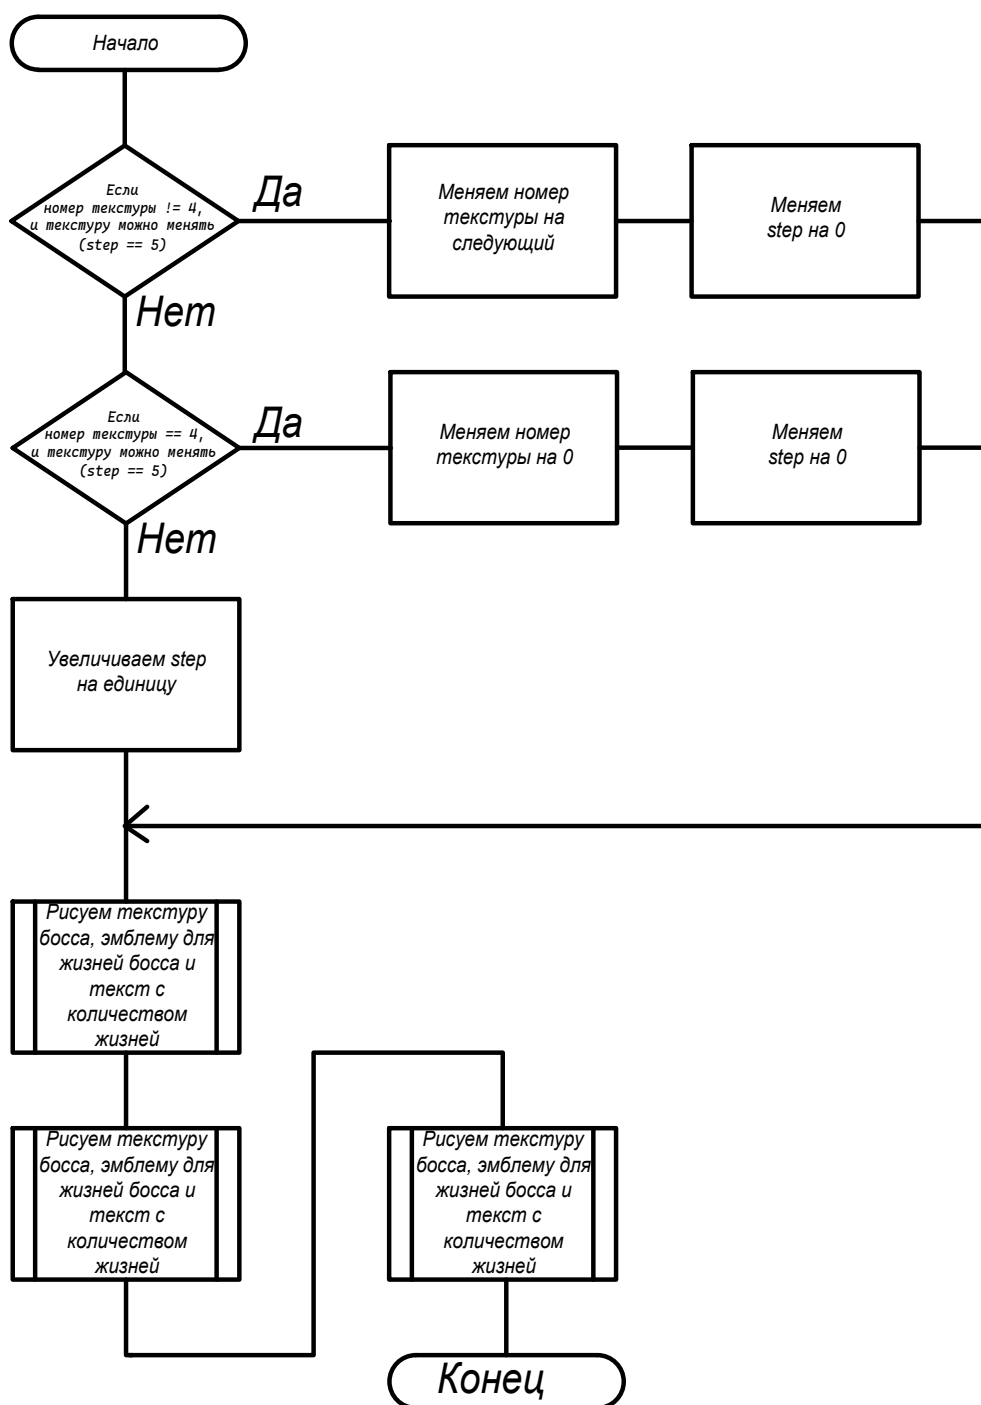 Начало
Если
номер текстуры != 4,
и текстуру можно менять
(step == 5)
Да
Меняем номер
текстуры на
следующий
Меняем
step на 0
Нет
Если
номер текстуры == 4,
и текстуру можно менять
(step == 5)
Да
Меняем номер
текстуры на 0
Меняем
step на 0
Нет
Увеличиваем step
на единицу
Рисуем текстуру
босса, эмблему для
жизней босса и
текст с
количеством
жизней
Рисуем текстуру
босса, эмблему для
жизней босса и
текст с
количеством
жизней
Рисуем текстуру
босса, эмблему для
жизней босса и
текст с
количеством
жизней
Конец